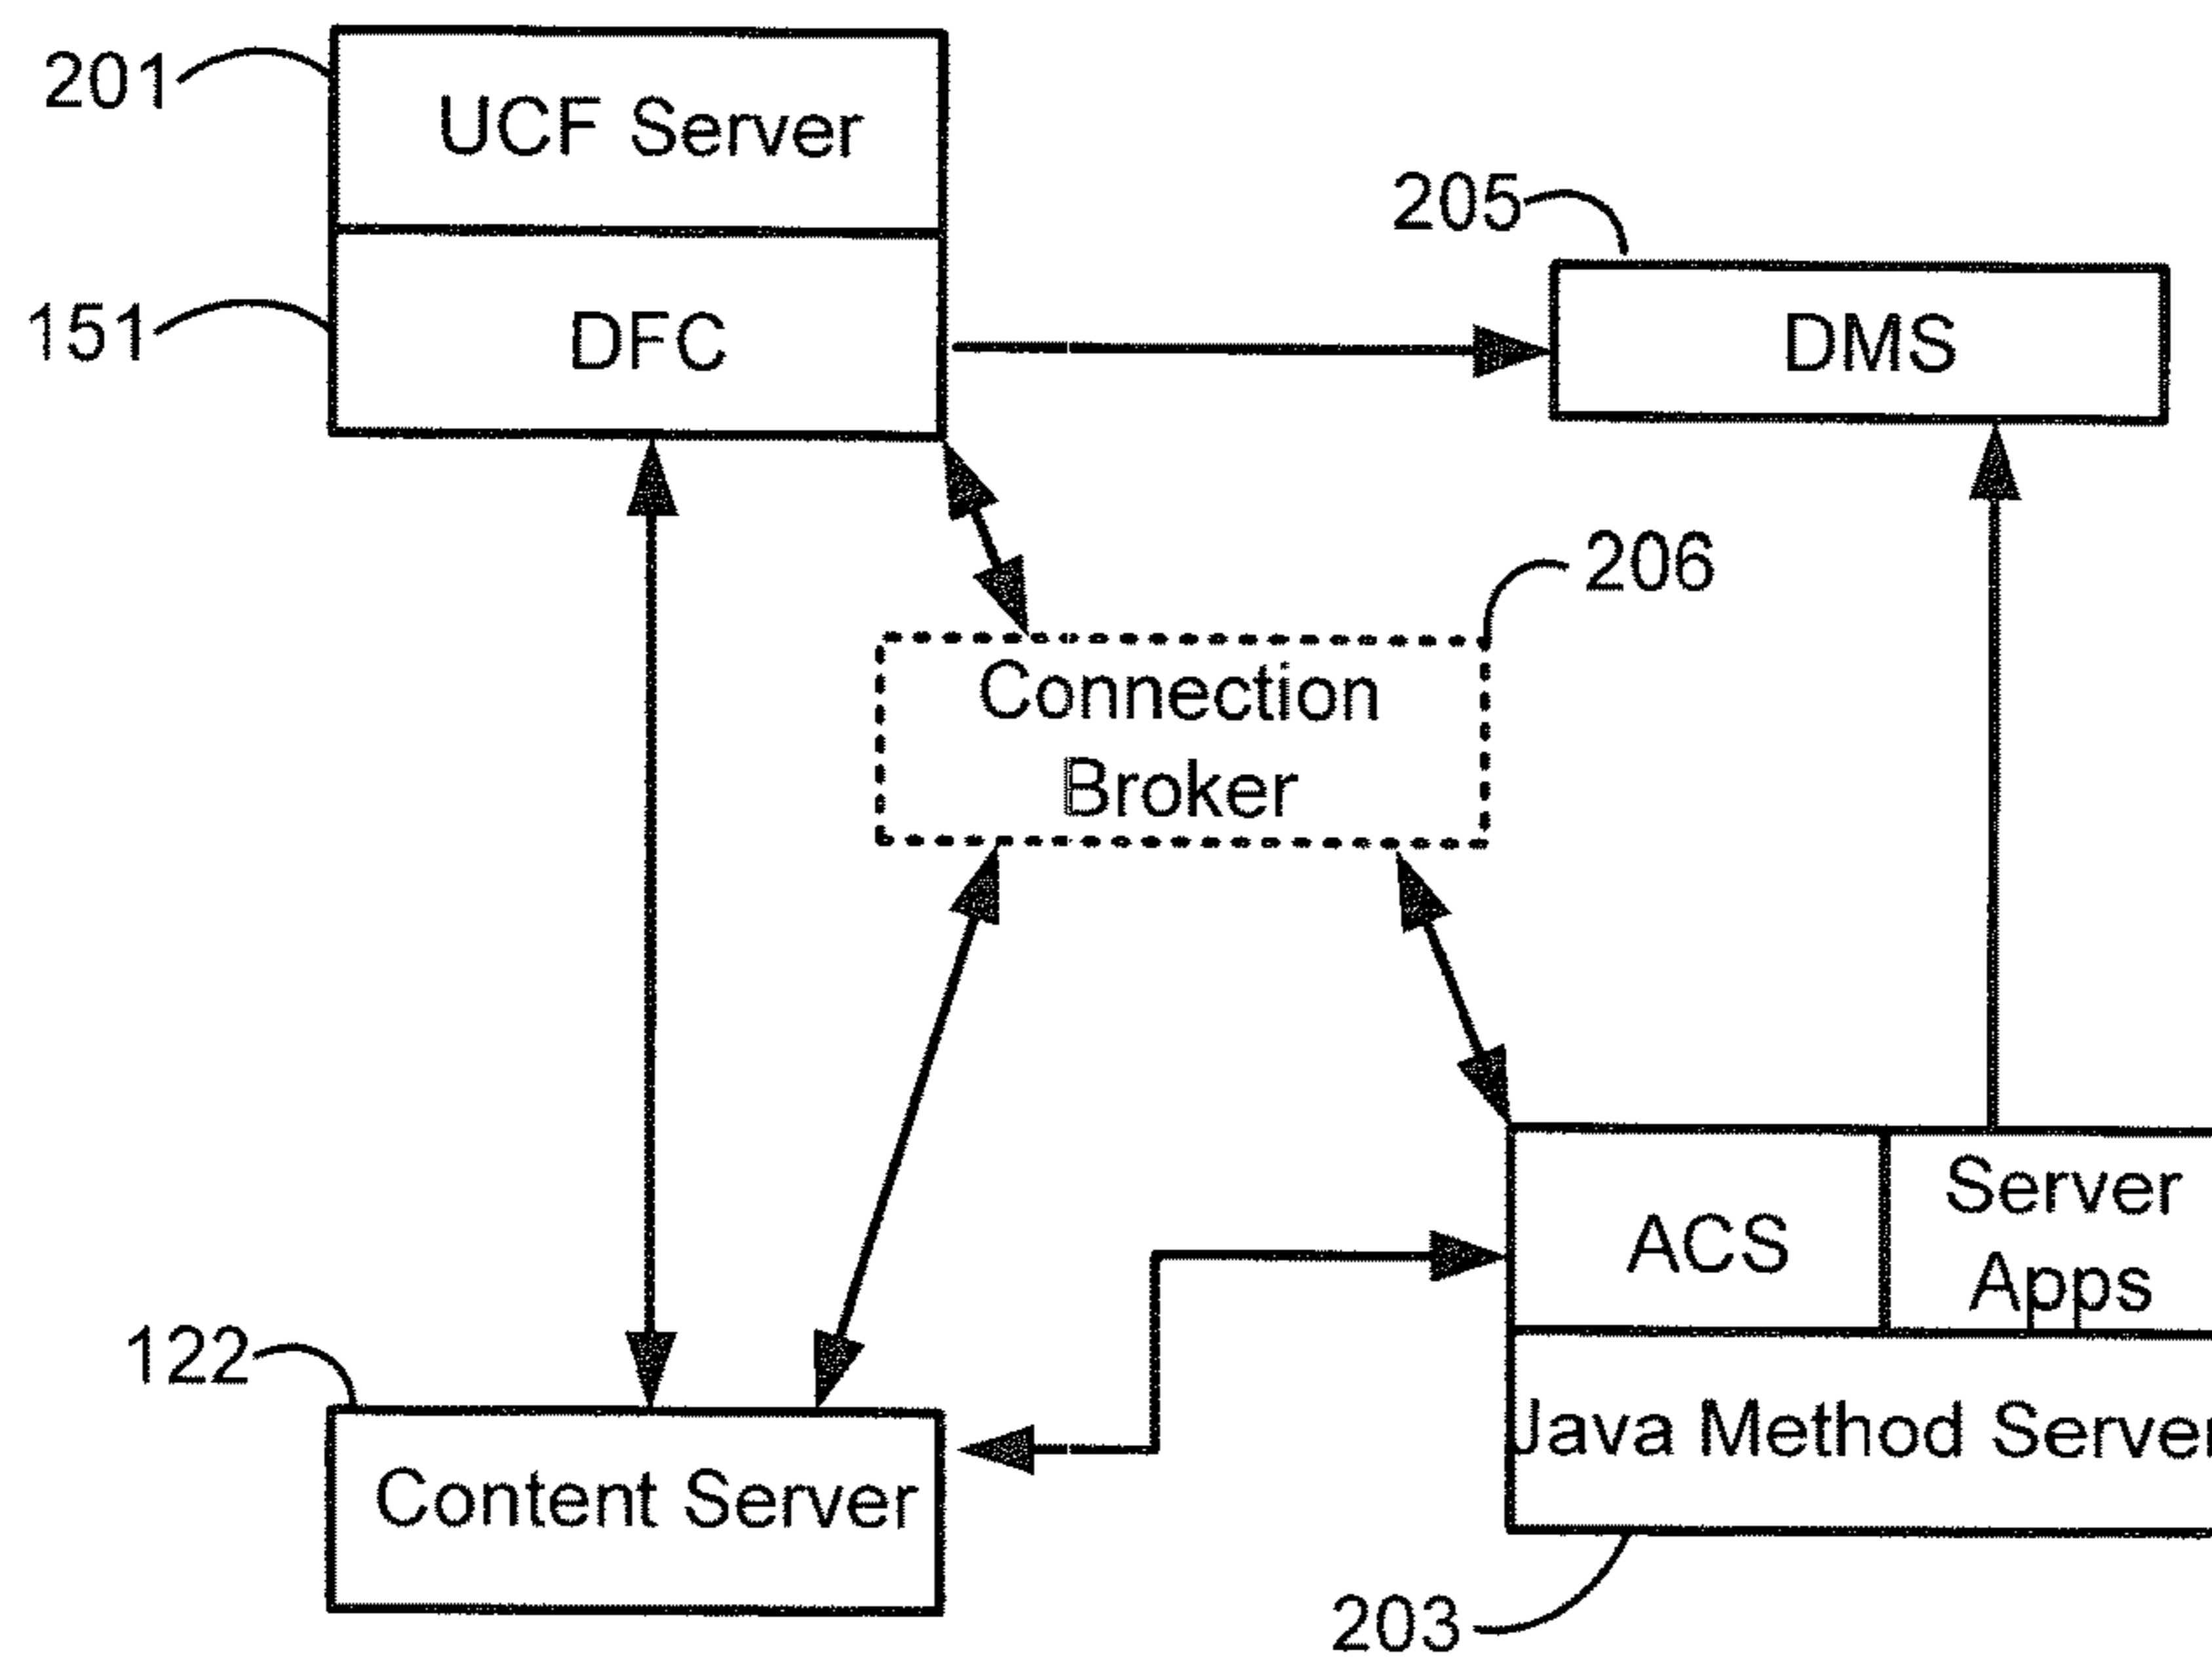 201
UCF Server
205
151
DFC
DMS
206
Connection
Broker
Server
ACS
Apps
122
Java Method Server
Content Server
203